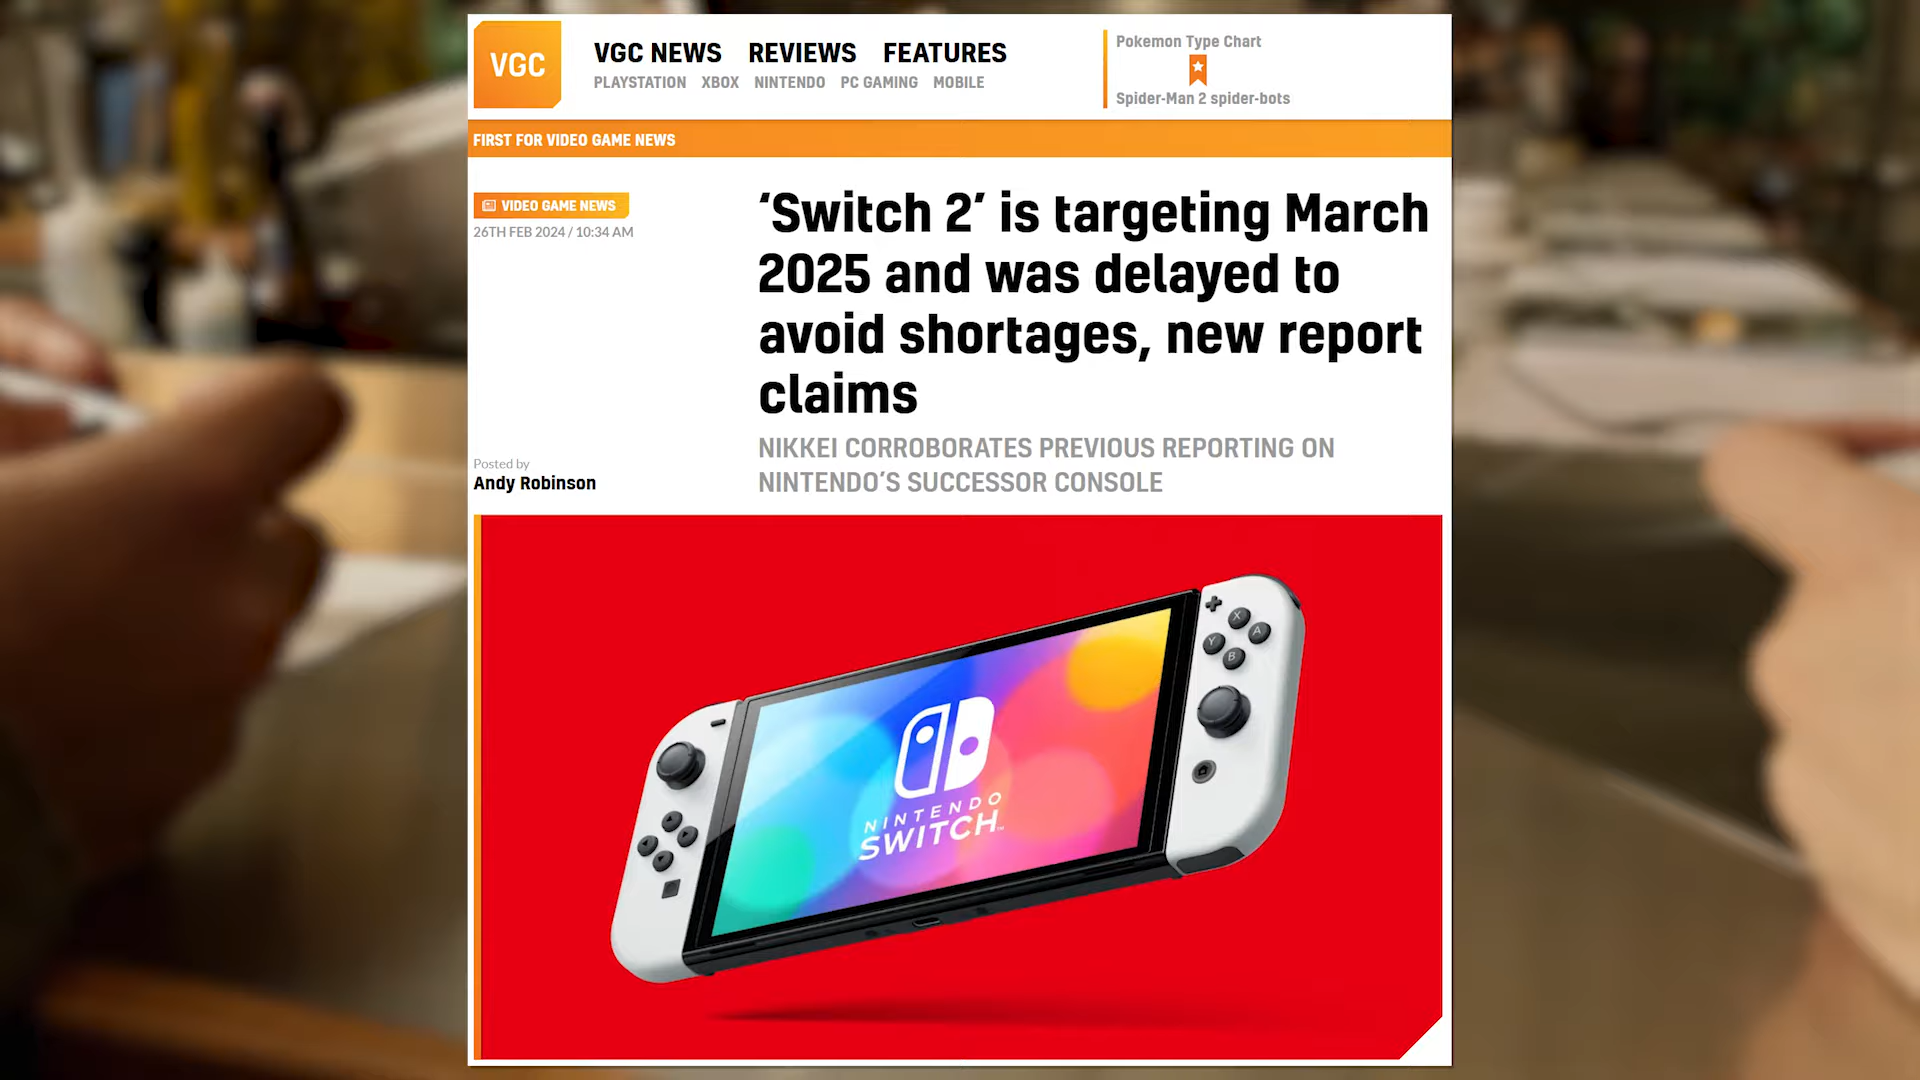 VGC
VGC NEWS REVIEWS FEATURES
PLAYSTATION XBOX NINTENDO PC GAMING MOBILE
Pokemon Type Chart
Spider-Man 2 spider-bots
FIRST FOR VIDEO GAME NEWS
VIDEO GAME NEWS
26TH FEB 2024 / 10:34 AM
‘Switch 2’ is targeting March
2025 and was delayed to
avoid shortages, new report
claims
NIKKEI CORROBORATES PREVIOUS REPORTING ON
NINTENDO’S SUCCESSOR CONSOLE
Posted by
Andy Robinson
X
A
Y
B
NINTENDO
SWITCH™